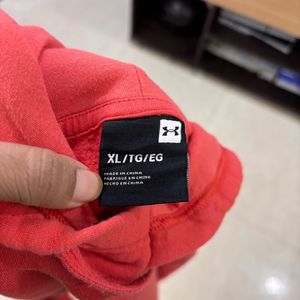 XL/TG/EG
MADE IN CHINA
FABRIQUÉ EN CHINE
HECHO EN CHINA